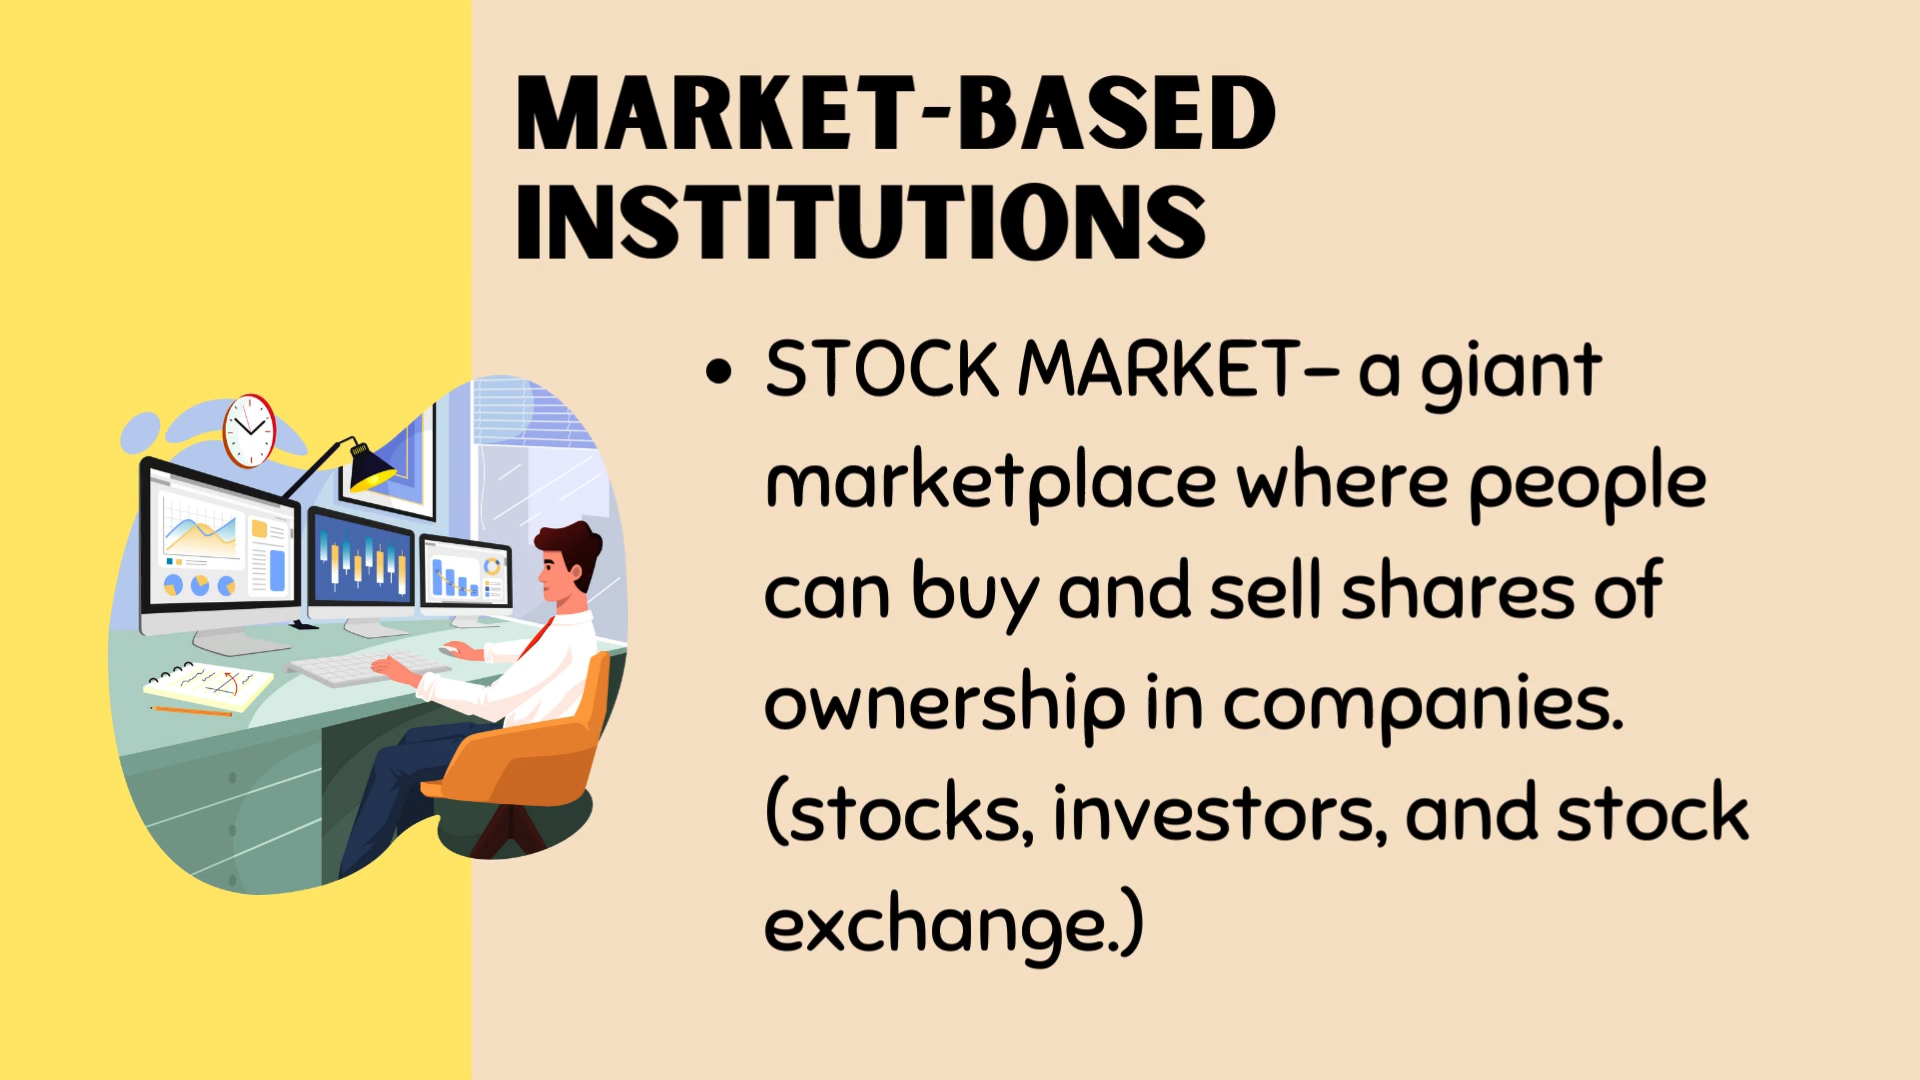 MARKET-BASED
INSTITUTIONS
• STOCK MARKET- a giant
marketplace where people
can buy and sell shares of
ownership in companies.
(stocks, investors, and stock
exchange.)